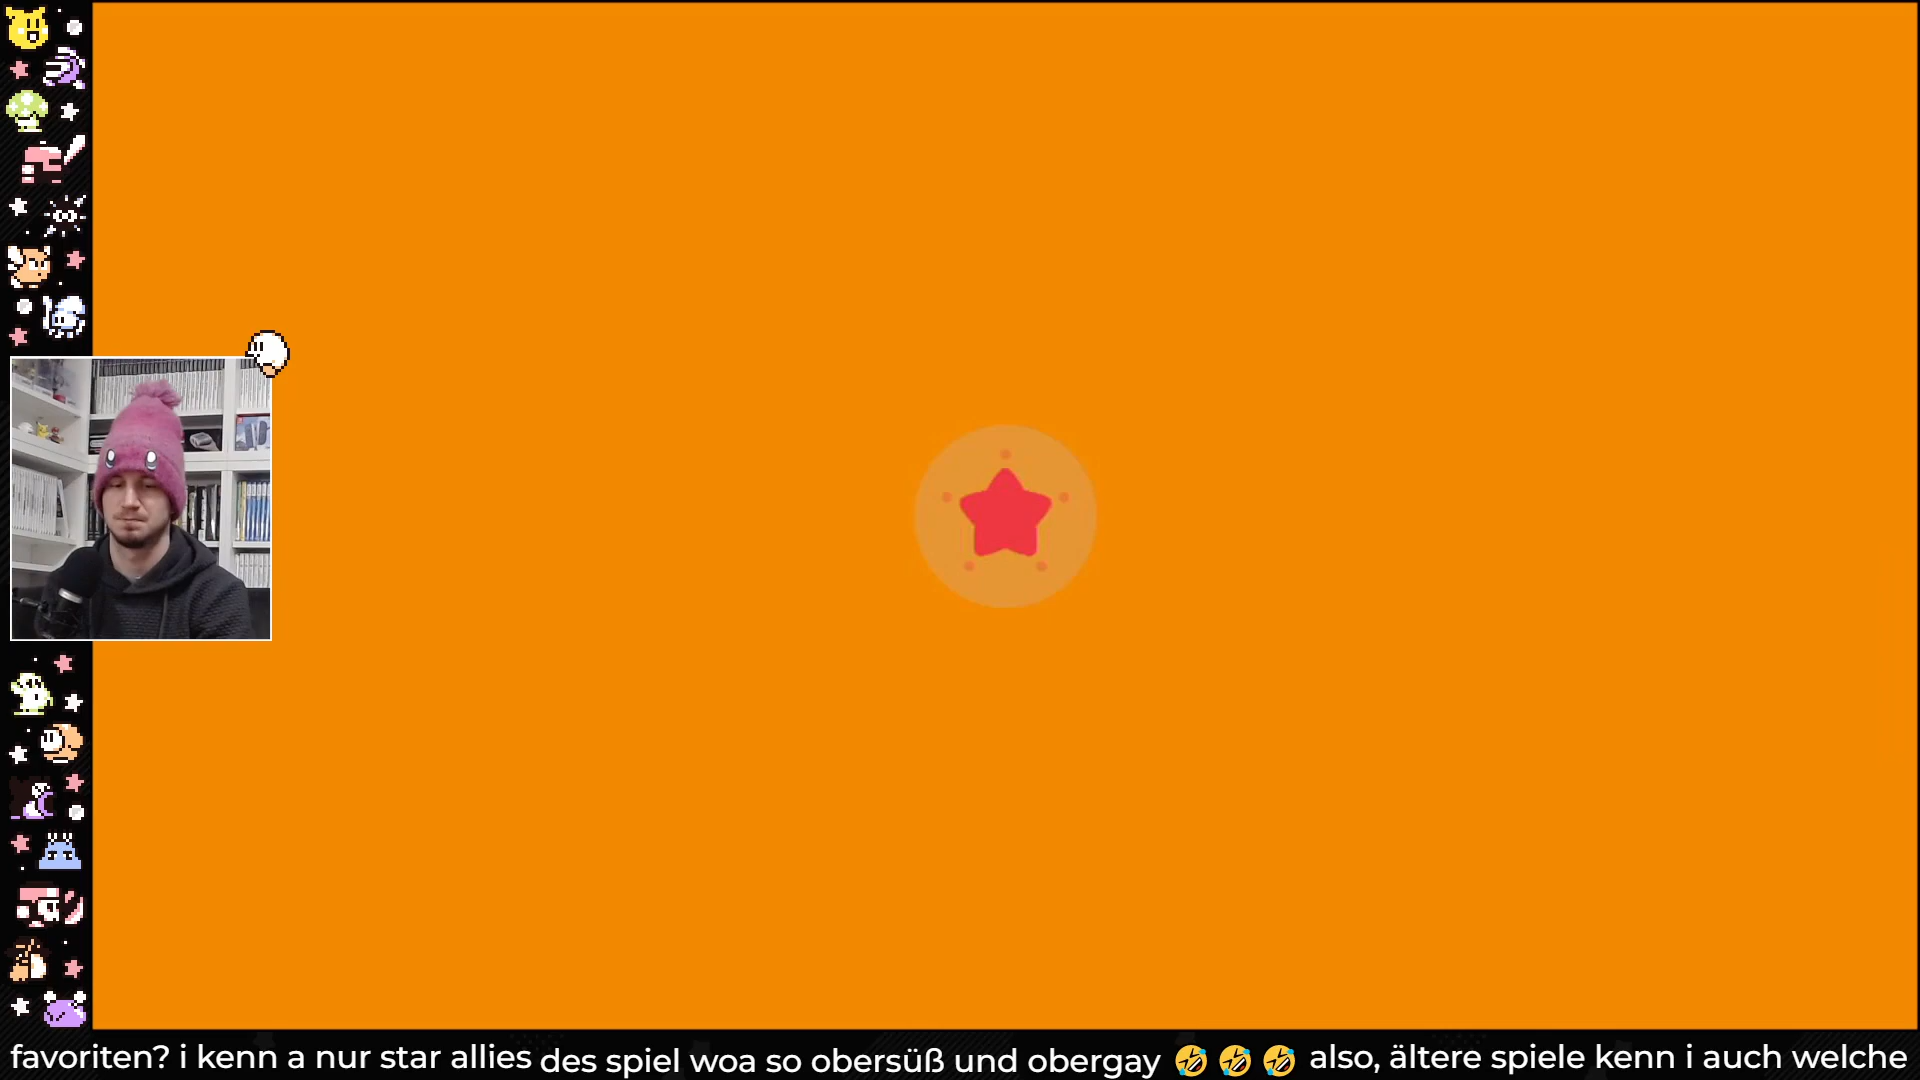 favoriten? i kenn a nur star allies des spiel woa so obersüß und obergay 🤣 🤣 🤣 also, ältere spiele kenn i auch welche